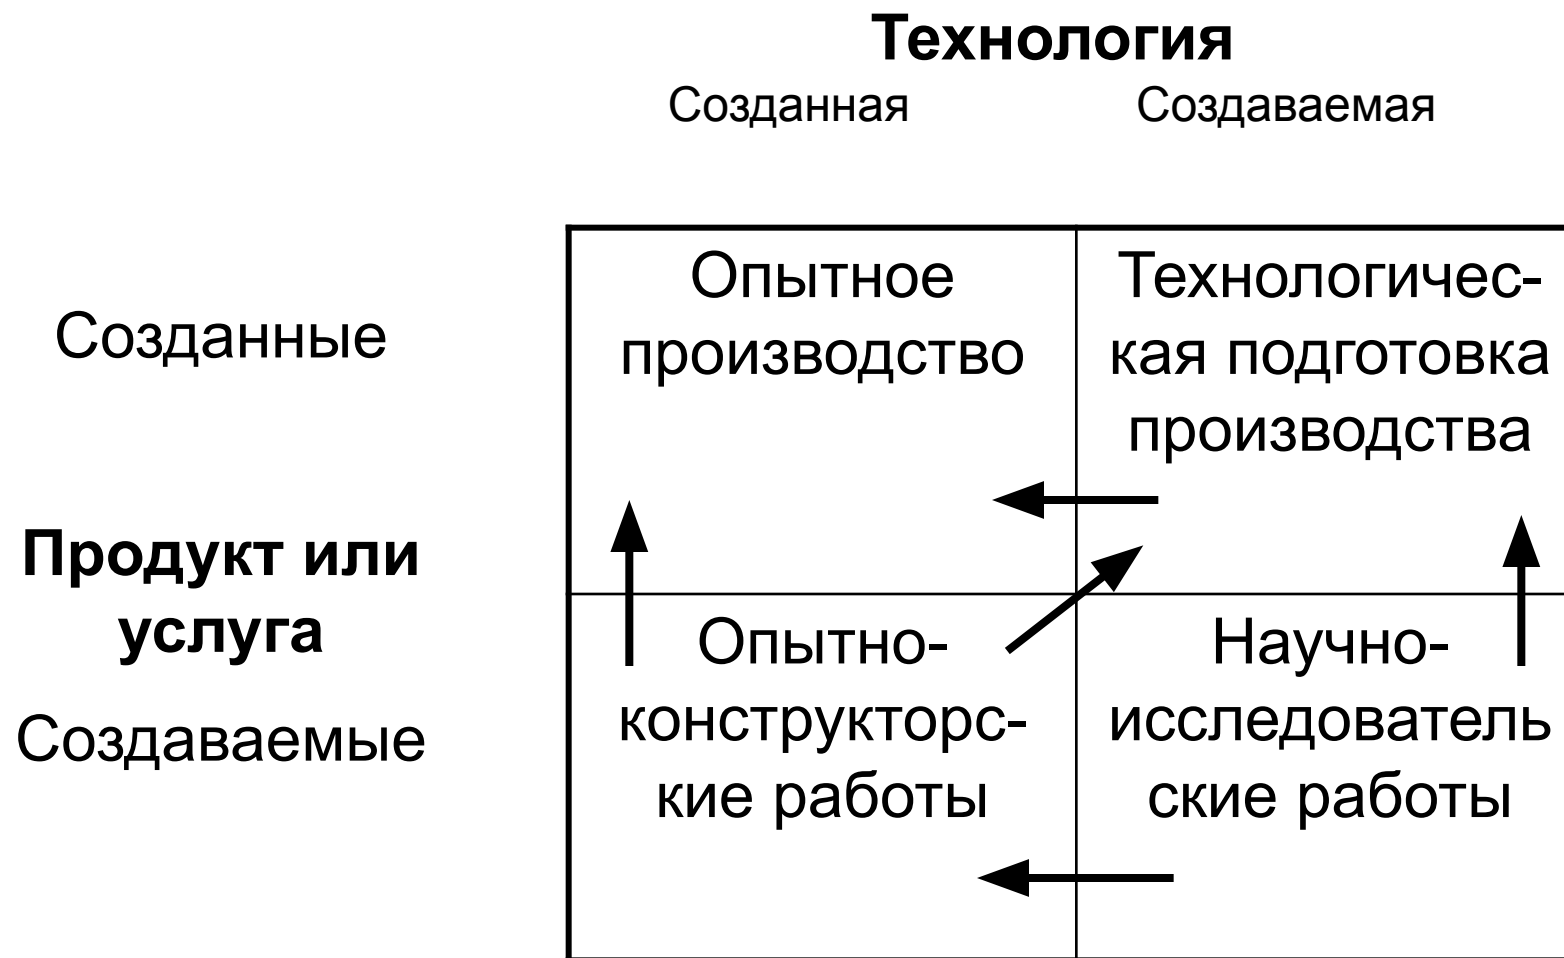 Технология
Созданная
Создаваемая
Созданные
Опытное
производство
Технологичес-
кая подготовка
производства
Продукт или
услуга
Создаваемые
Опытно-
конструкторс-
кие работы
Научно-
исследователь
ские работы